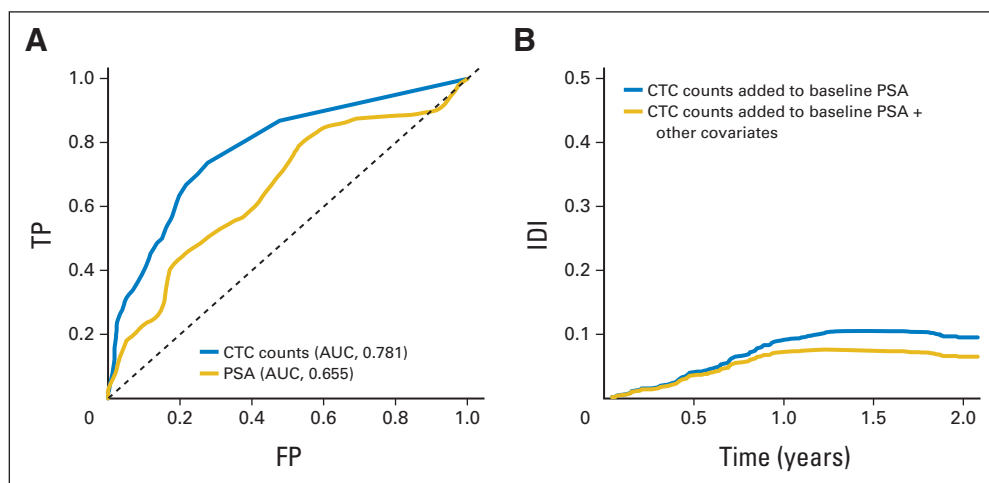 A
TP
1.0
0.8
0.6
0.4
0.2
0
0.2
0.4
0.6
0.8
1.0
FP
CTC counts (AUC, 0.781)
PSA (AUC, 0.655)
B
IDI
0.5
0.4
0.3
0.2
0.1
0
0.5
1.0
1.5
2.0
Time (years)
CTC counts added to baseline PSA
CTC counts added to baseline PSA +
other covariates